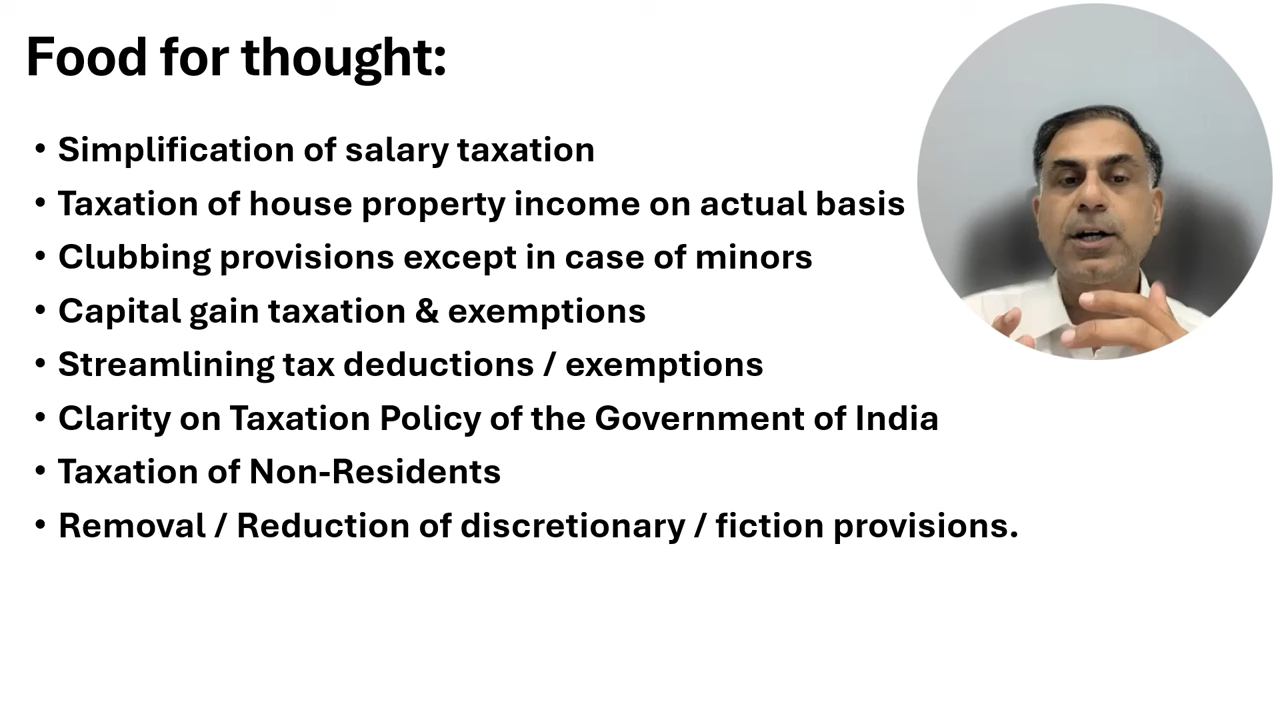 Food for thought:
• Simplification of salary taxation
• Taxation of house property income on actual basis
• Clubbing provisions except in case of minors
• Capital gain taxation & exemptions
• Streamlining tax deductions / exemptions
• Clarity on Taxation Policy of the Government of India
• Taxation of Non-Residents
• Removal / Reduction of discretionary / fiction provisions.